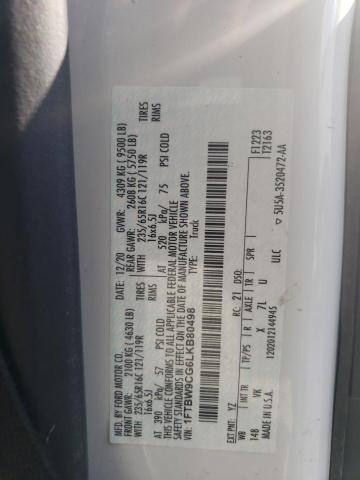 MFD. BY FORD MOTOR CO.
12/20 GVWR: 4309 KG ( 9500 LB)
FRONT GAWR: 2100 KG ( 4630 LB) REAR GAWR: 2608 KG ( 5750 LB)
WITH 235/65R16C 121/119R TIRES WITH 235/65R16C 121/119R TIRES
16x6.5J RIMS 16x6.5J RIMS
AT 390 kPa/ 57 PSI COLD AT 520 kPa/ 75 PSI COLD
THIS VEHICLE CONFORMS TO ALL APPLICABLE FEDERAL MOTOR VEHICLE
SAFETY STANDARDS IN EFFECT ON THE DATE OF MANUFACTURE SHOWN ABOVE.
1FTBW9CG6LKB80498 Truck
F1223
T2163
EXT PNT: YZ RC: 21 DSO:
WB INT TR TP/PS R AXLE TR SPR
148 VK X 7L U ULC
1202012144945 ▽ 5U5A-3520472-AA
MADE IN U.S.A.